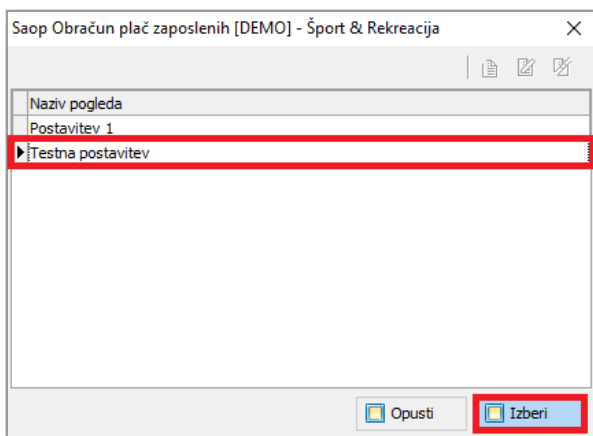 Saop Obračun plač zaposlenih [DEMO] - Šport & Rekreacija
Naziv pogleda
Postavitev 1
Testna postavitev
Opusti
Izberi